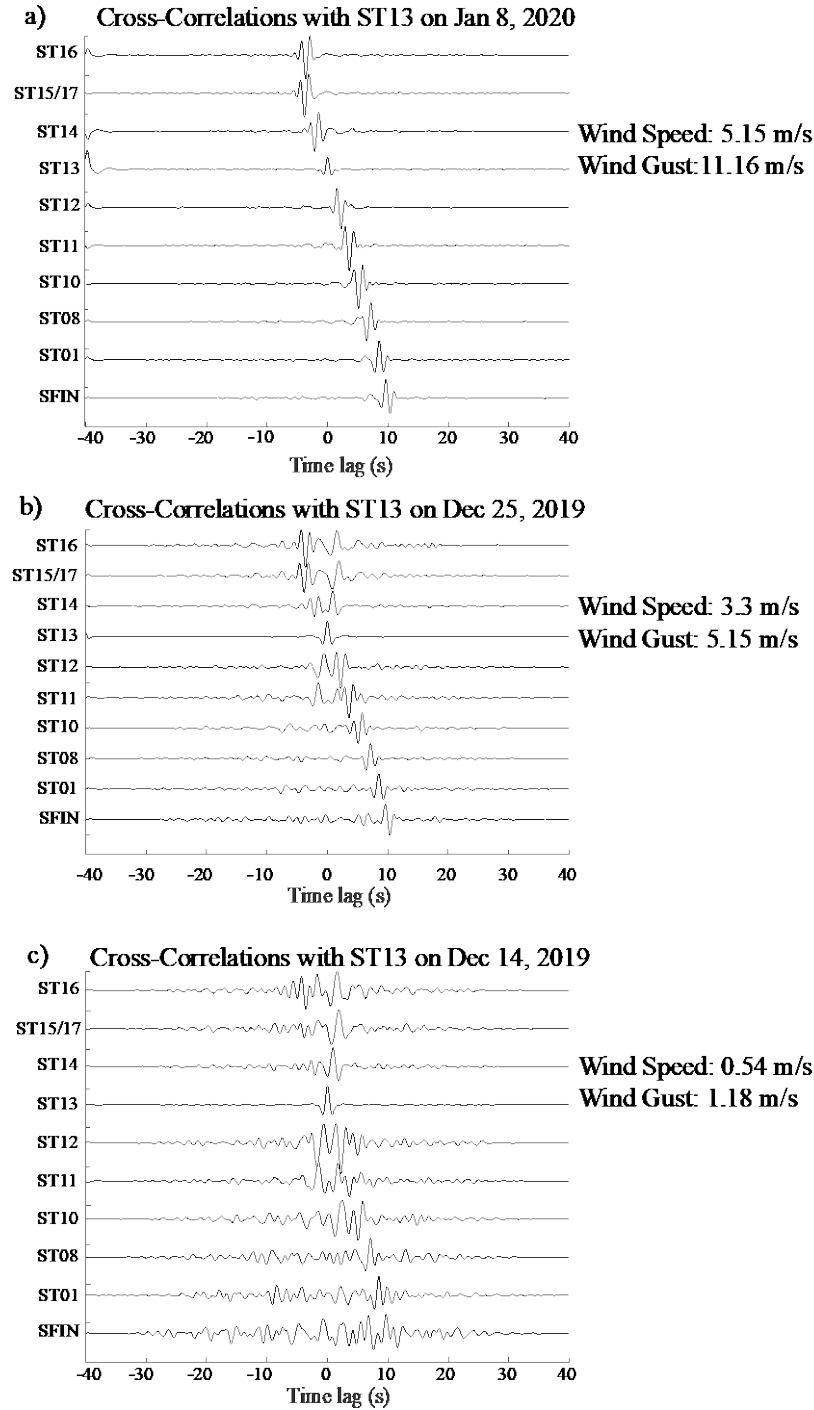 a) Cross-Correlations with ST13 on Jan 8, 2020
ST16
ST15/17
ST14
Wind Speed: 5.15 m/s
ST13
Wind Gust:11.16 m/s
ST12
ST11
ST10
ST08
ST01
SFIN
-40 -30 -20 -10 0 10 20 30 40
Time lag (s)
b) Cross-Correlations with ST13 on Dec 25, 2019
ST16
ST15/17
ST14
Wind Speed: 3.3 m/s
ST13
Wind Gust: 5.15 m/s
ST12
ST11
ST10
ST08
ST01
SFIN
-40 -30 -20 -10 0 10 20 30 40
Time lag (s)
c) Cross-Correlations with ST13 on Dec 14, 2019
ST16
ST15/17
ST14
Wind Speed: 0.54 m/s
ST13
Wind Gust: 1.18 m/s
ST12
ST11
ST10
ST08
ST01
SFIN
-40 -30 -20 -10 0 10 20 30 40
Time lag (s)